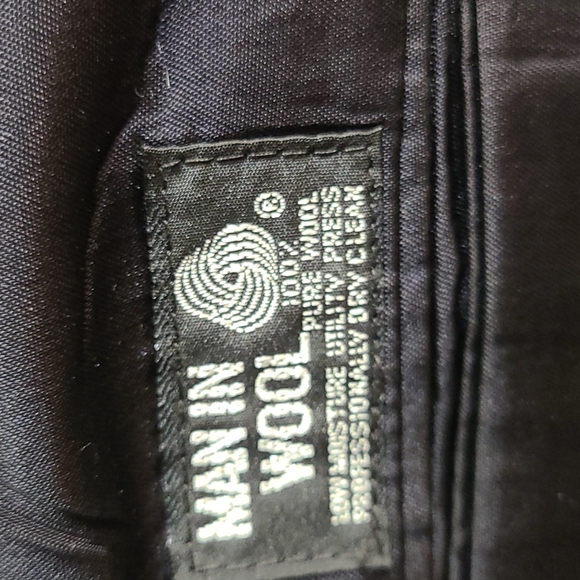 MAN IN
WOOL
®
100%
PURE WOOL
LOW MOISTURE UTILITY PRESS
PROFESSIONALLY DRY CLEAN